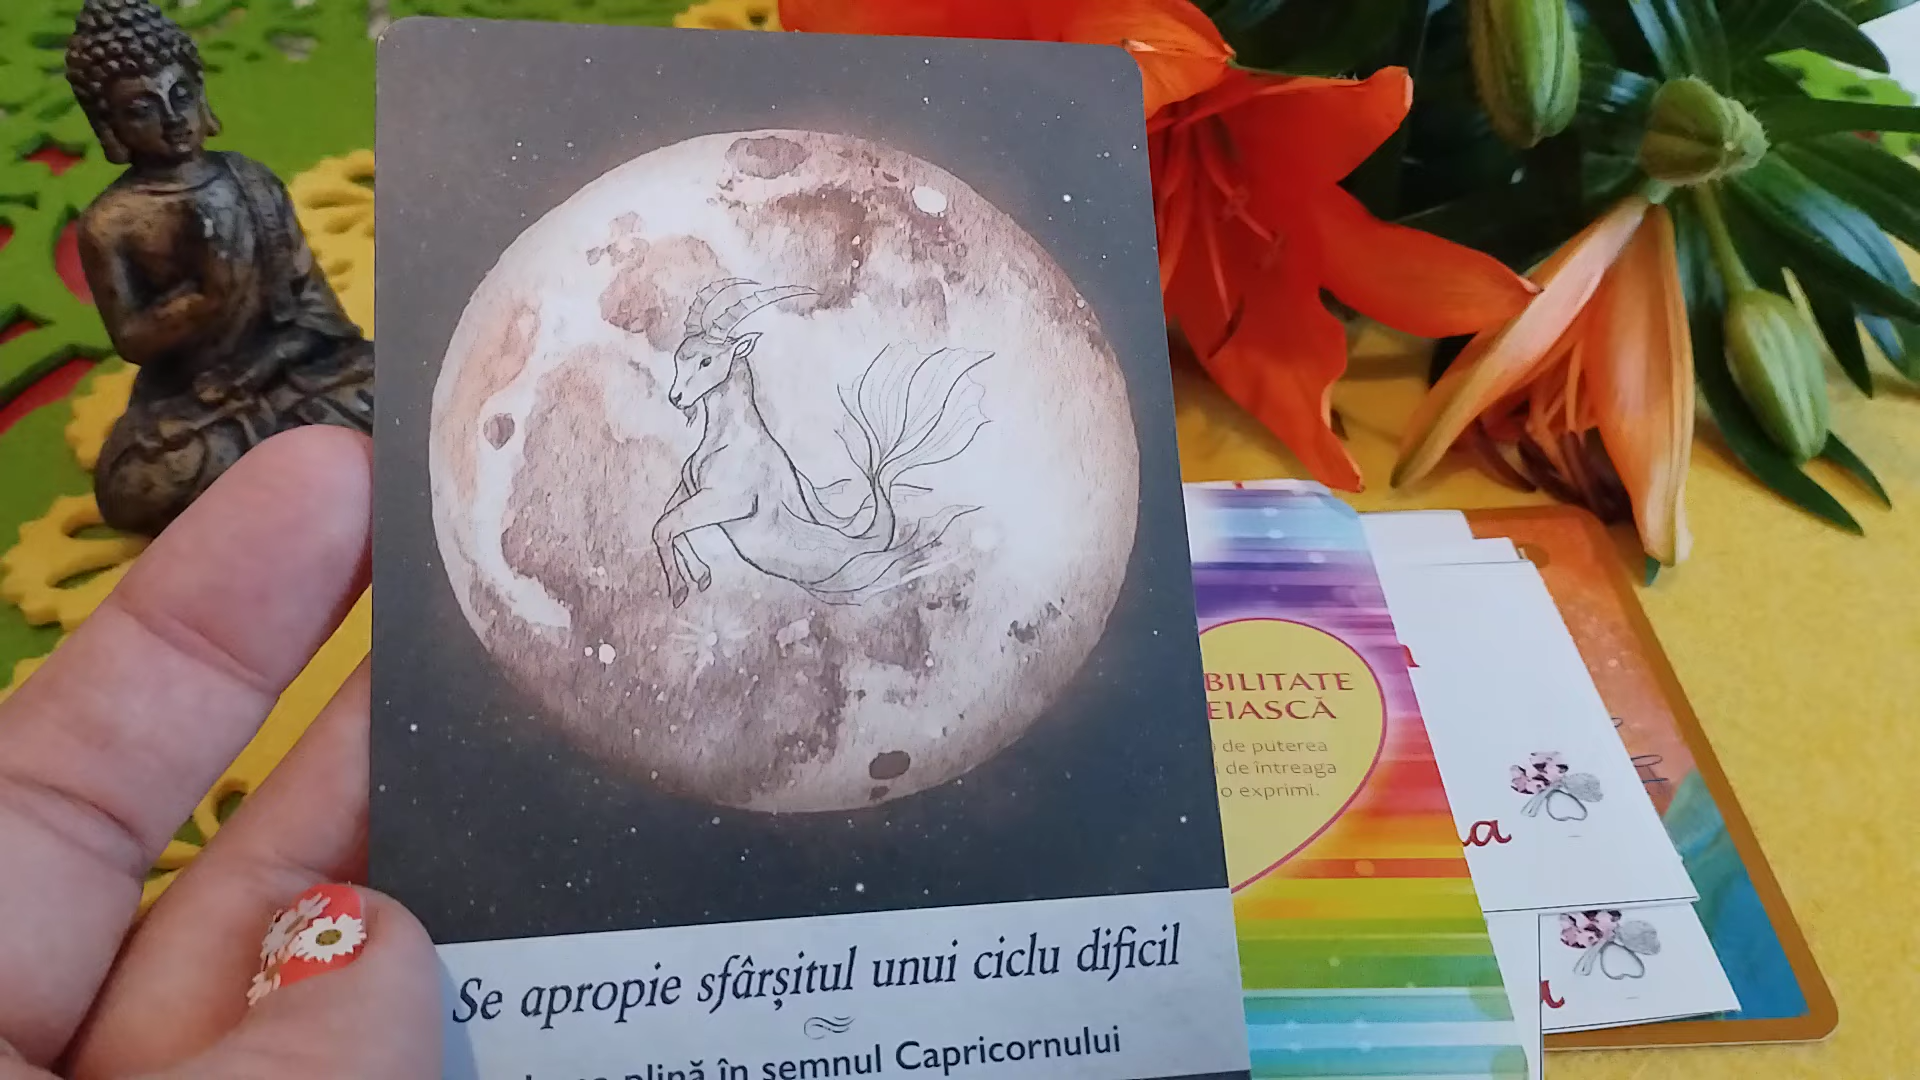 Se apropie sfârșitul unui ciclu dificil
plină în semnul Capricornului
BILITATE
EIASCĂ
de puterea
i de întreaga
o exprimi.
a
a